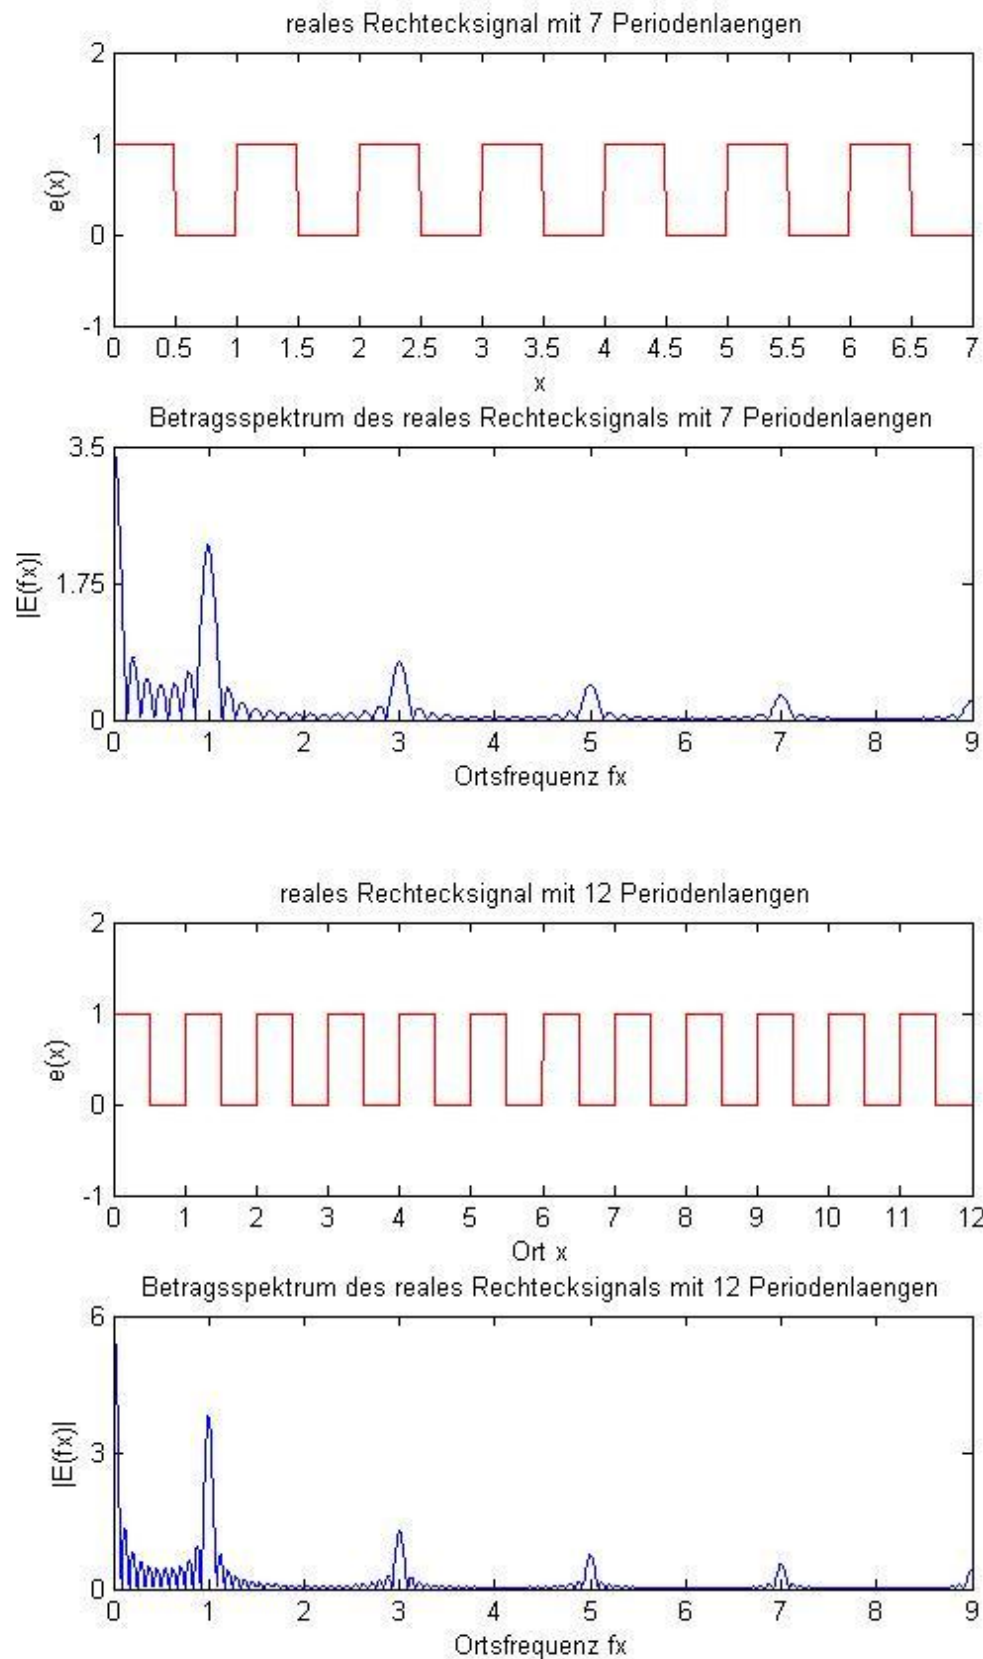 reales Rechtecksignal mit 7 Periodenlaengen
2
1
0
-1
e(x)
0 0.5 1 1.5 2 2.5 3 3.5 4 4.5 5 5.5 6 6.5 7
x
Betragsspektrum des reales Rechtecksignals mit 7 Periodenlaengen
3.5
1.75
0
|E(fx)|
0 1 2 3 4 5 6 7 8 9
Ortsfrequenz fx
reales Rechtecksignal mit 12 Periodenlaengen
2
1
0
-1
e(x)
0 1 2 3 4 5 6 7 8 9 10 11 12
Ort x
Betragsspektrum des reales Rechtecksignals mit 12 Periodenlaengen
6
3
0
|E(fx)|
0 1 2 3 4 5 6 7 8 9
Ortsfrequenz fx